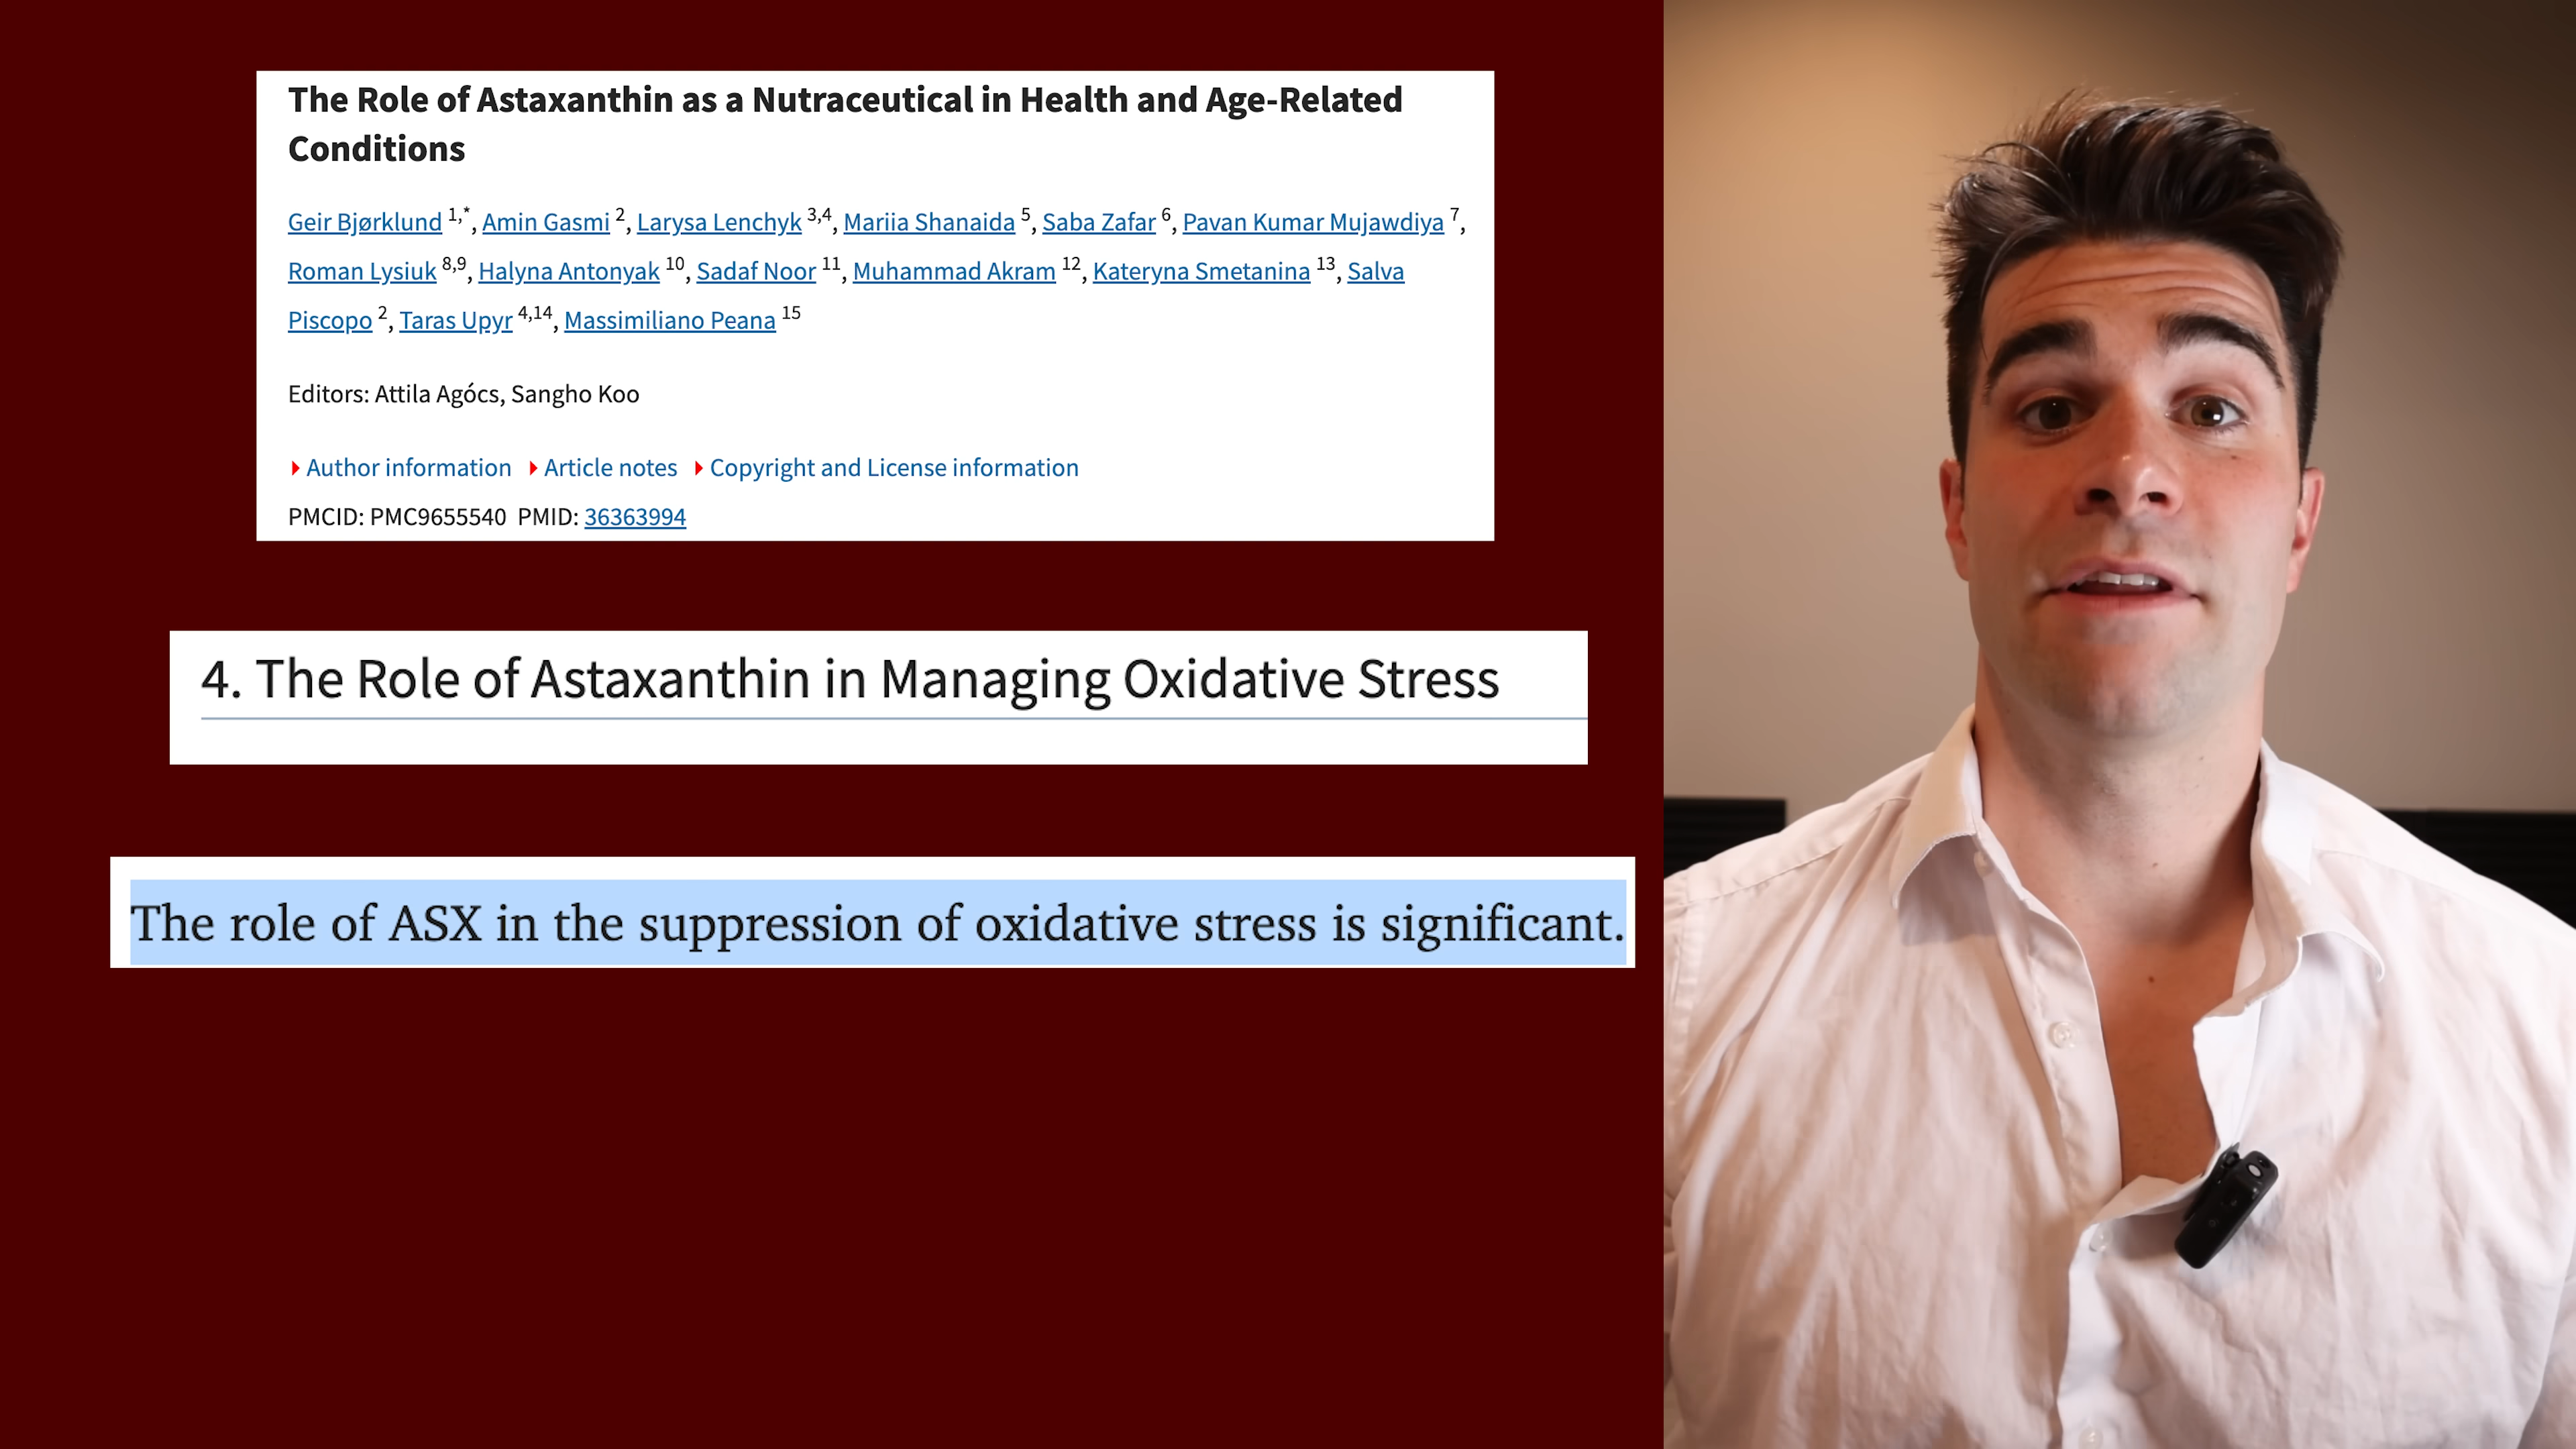 The Role of Astaxanthin as a Nutraceutical in Health and Age-Related
Conditions
Geir Bjørklund 1,*, Amin Gasmi 2, Larysa Lenchyk 3,4, Mariia Shanaida 5, Saba Zafar 6, Pavan Kumar Mujawdiya 7,
Roman Lysiuk 8,9, Halyna Antonyak 10, Sadaf Noor 11, Muhammad Akram 12, Kateryna Smetanina 13, Salva
Piscopo 2, Taras Upyr 4,14, Massimiliano Peana 15
Editors: Attila Agócs, Sangho Koo
Author information Article notes Copyright and License information
PMCID: PMC9655540 PMID: 36363994
4. The Role of Astaxanthin in Managing Oxidative Stress
The role of ASX in the suppression of oxidative stress is significant.